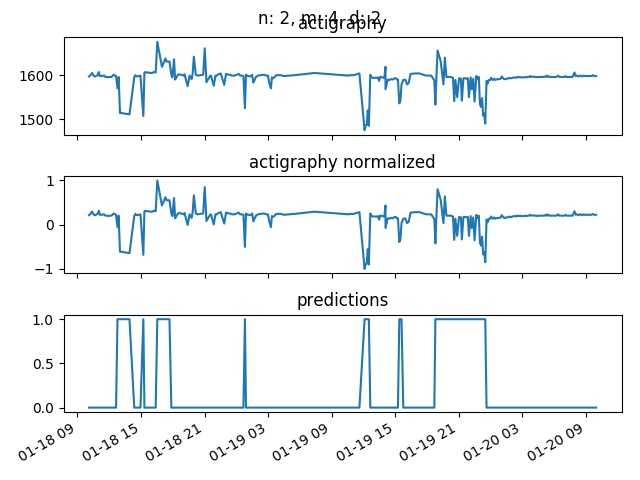 n: 2, m: 4, d: 2
actigraphy
1600
1500
actigraphy normalized
1
0
−1
predictions
1.0
0.5
0.0
01-18 09 01-18 15 01-18 21 01-19 03 01-19 09 01-19 15 01-19 21 01-20 03 01-20 09